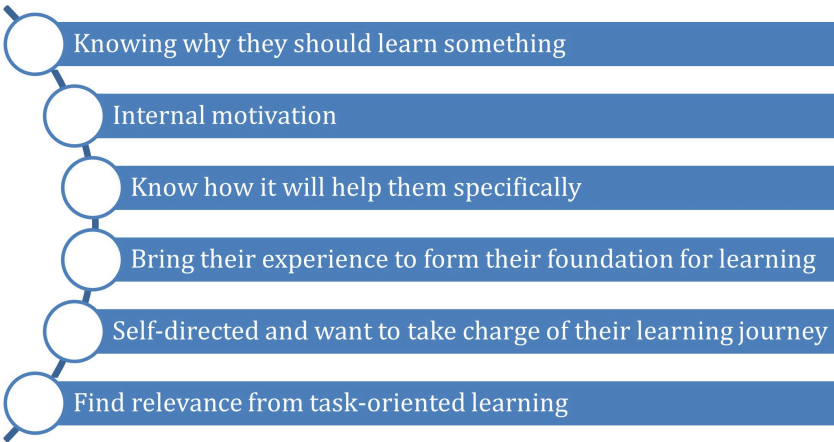 Knowing why they should learn something
Internal motivation
Know how it will help them specifically
Bring their experience to form their foundation for learning
Self-directed and want to take charge of their learning journey
Find relevance from task-oriented learning